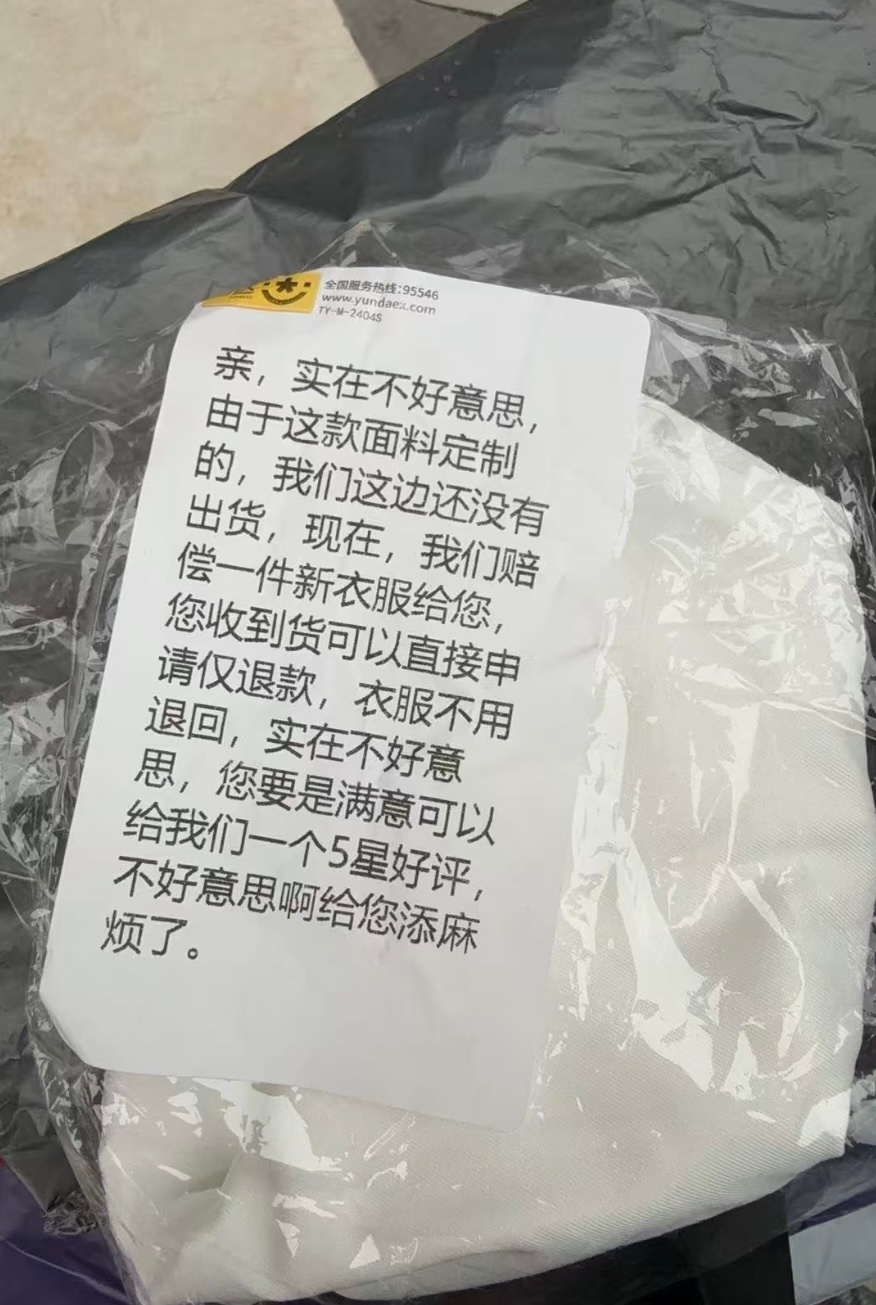 全国服务热线:95546
www.yundaex.com
TY-M-2404S
亲，实在不好意思，
由于这款面料定制
的，我们这边还没有
出货，现在，我们赔
偿一件新衣服给您，
您收到货可以直接申
请仅退款，衣服不用
退回，实在不好意
思，您要是满意可以
给我们一个5星好评，
不好意思啊给您添麻
烦了。